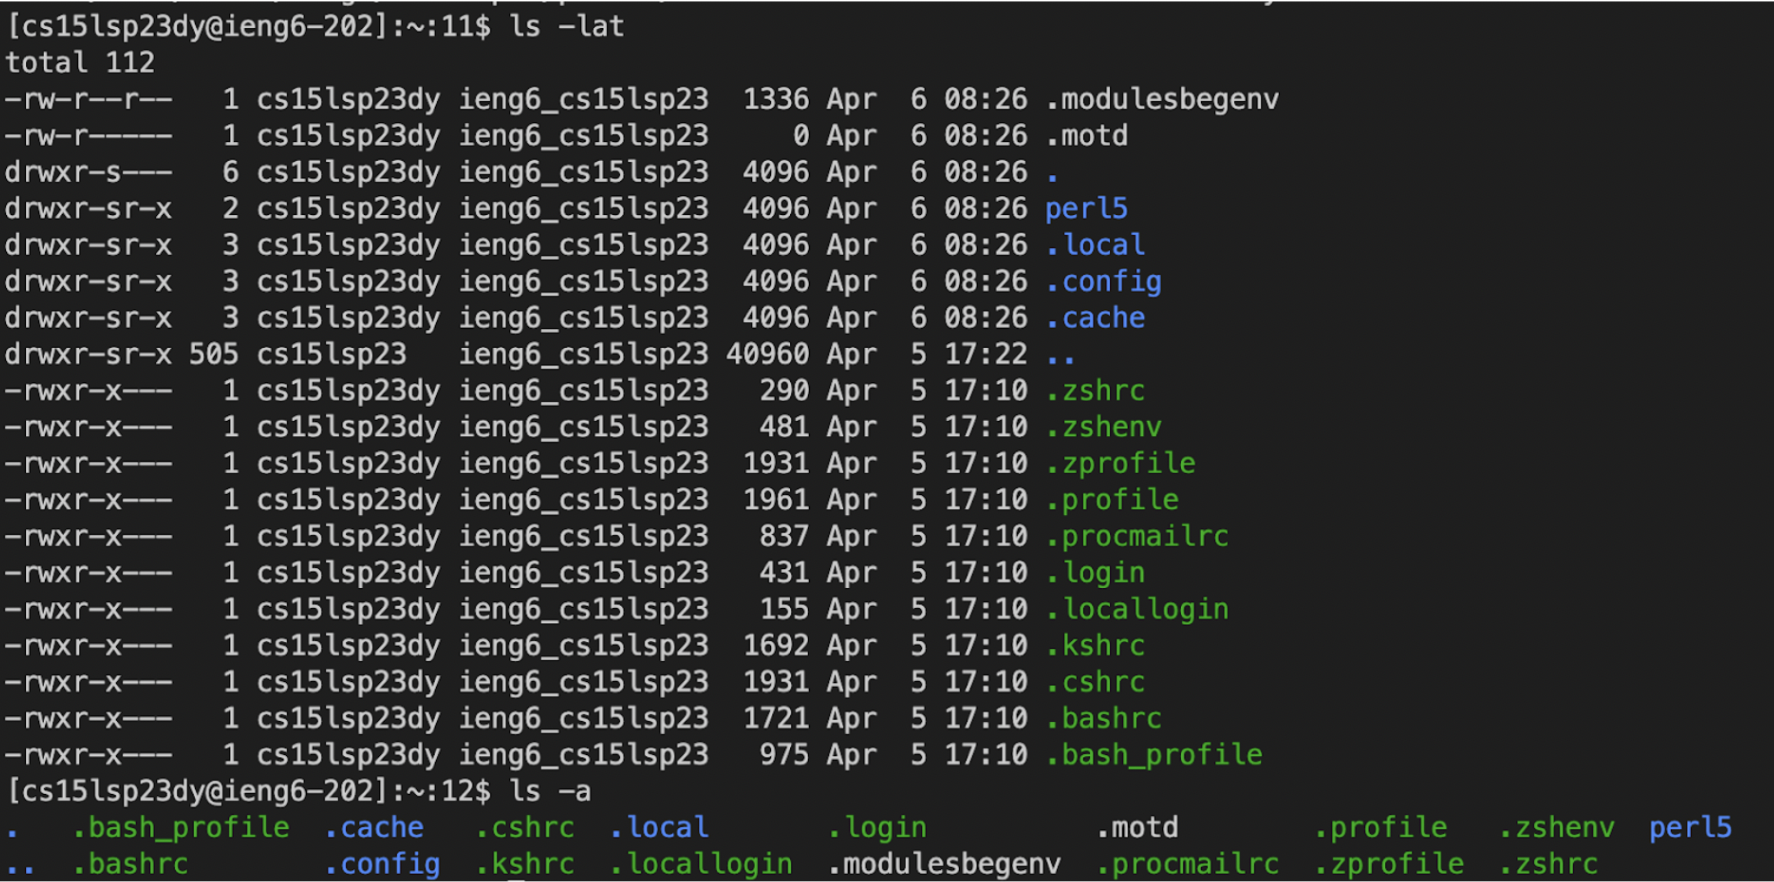 [cs15lsp23dy@ieng6-202]:~:11$ ls -lat
total 112
-rw-r--r--   1 cs15lsp23dy ieng6_cs15lsp23  1336 Apr  6 08:26 .modulesbegenv
-rw-r-----   1 cs15lsp23dy ieng6_cs15lsp23     0 Apr  6 08:26 .motd
drwxr-s---   6 cs15lsp23dy ieng6_cs15lsp23  4096 Apr  6 08:26 .
drwxr-sr-x   2 cs15lsp23dy ieng6_cs15lsp23  4096 Apr  6 08:26 perl5
drwxr-sr-x   3 cs15lsp23dy ieng6_cs15lsp23  4096 Apr  6 08:26 .local
drwxr-sr-x   3 cs15lsp23dy ieng6_cs15lsp23  4096 Apr  6 08:26 .config
drwxr-sr-x   3 cs15lsp23dy ieng6_cs15lsp23  4096 Apr  6 08:26 .cache
drwxr-sr-x 505 cs15lsp23   ieng6_cs15lsp23 40960 Apr  5 17:22 ..
-rwxr-x---   1 cs15lsp23dy ieng6_cs15lsp23   290 Apr  5 17:10 .zshrc
-rwxr-x---   1 cs15lsp23dy ieng6_cs15lsp23   481 Apr  5 17:10 .zshenv
-rwxr-x---   1 cs15lsp23dy ieng6_cs15lsp23  1931 Apr  5 17:10 .zprofile
-rwxr-x---   1 cs15lsp23dy ieng6_cs15lsp23  1961 Apr  5 17:10 .profile
-rwxr-x---   1 cs15lsp23dy ieng6_cs15lsp23   837 Apr  5 17:10 .procmailrc
-rwxr-x---   1 cs15lsp23dy ieng6_cs15lsp23   431 Apr  5 17:10 .login
-rwxr-x---   1 cs15lsp23dy ieng6_cs15lsp23   155 Apr  5 17:10 .locallogin
-rwxr-x---   1 cs15lsp23dy ieng6_cs15lsp23  1692 Apr  5 17:10 .kshrc
-rwxr-x---   1 cs15lsp23dy ieng6_cs15lsp23  1931 Apr  5 17:10 .cshrc
-rwxr-x---   1 cs15lsp23dy ieng6_cs15lsp23  1721 Apr  5 17:10 .bashrc
-rwxr-x---   1 cs15lsp23dy ieng6_cs15lsp23   975 Apr  5 17:10 .bash_profile
[cs15lsp23dy@ieng6-202]:~:12$ ls -a
.   .bash_profile  .cache   .cshrc  .local       .login          .motd        .profile   .zshenv  perl5
..  .bashrc        .config  .kshrc  .locallogin  .modulesbegenv  .procmailrc  .zprofile  .zshrc